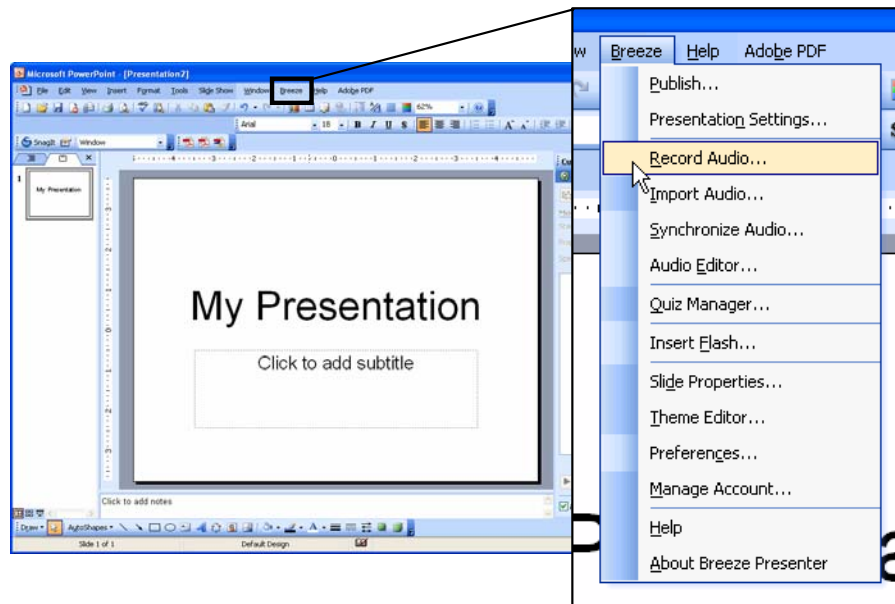 Microsoft PowerPoint - [Presentation2]
File Edit View Insert Format Tools Slide Show Window Breeze Help Adobe PDF
62%
Arial 18 B I U S
SnagIt Window
1
My Presentation
My Presentation
Click to add subtitle
Click to add notes
Draw AutoShapes
Slide 1 of 1 Default Design
w Breeze Help Adobe PDF
Publish...
Presentation Settings...
Record Audio...
Import Audio...
Synchronize Audio...
Audio Editor...
Quiz Manager...
Insert Flash...
Slide Properties...
Theme Editor...
Preferences...
Manage Account...
Help
About Breeze Presenter